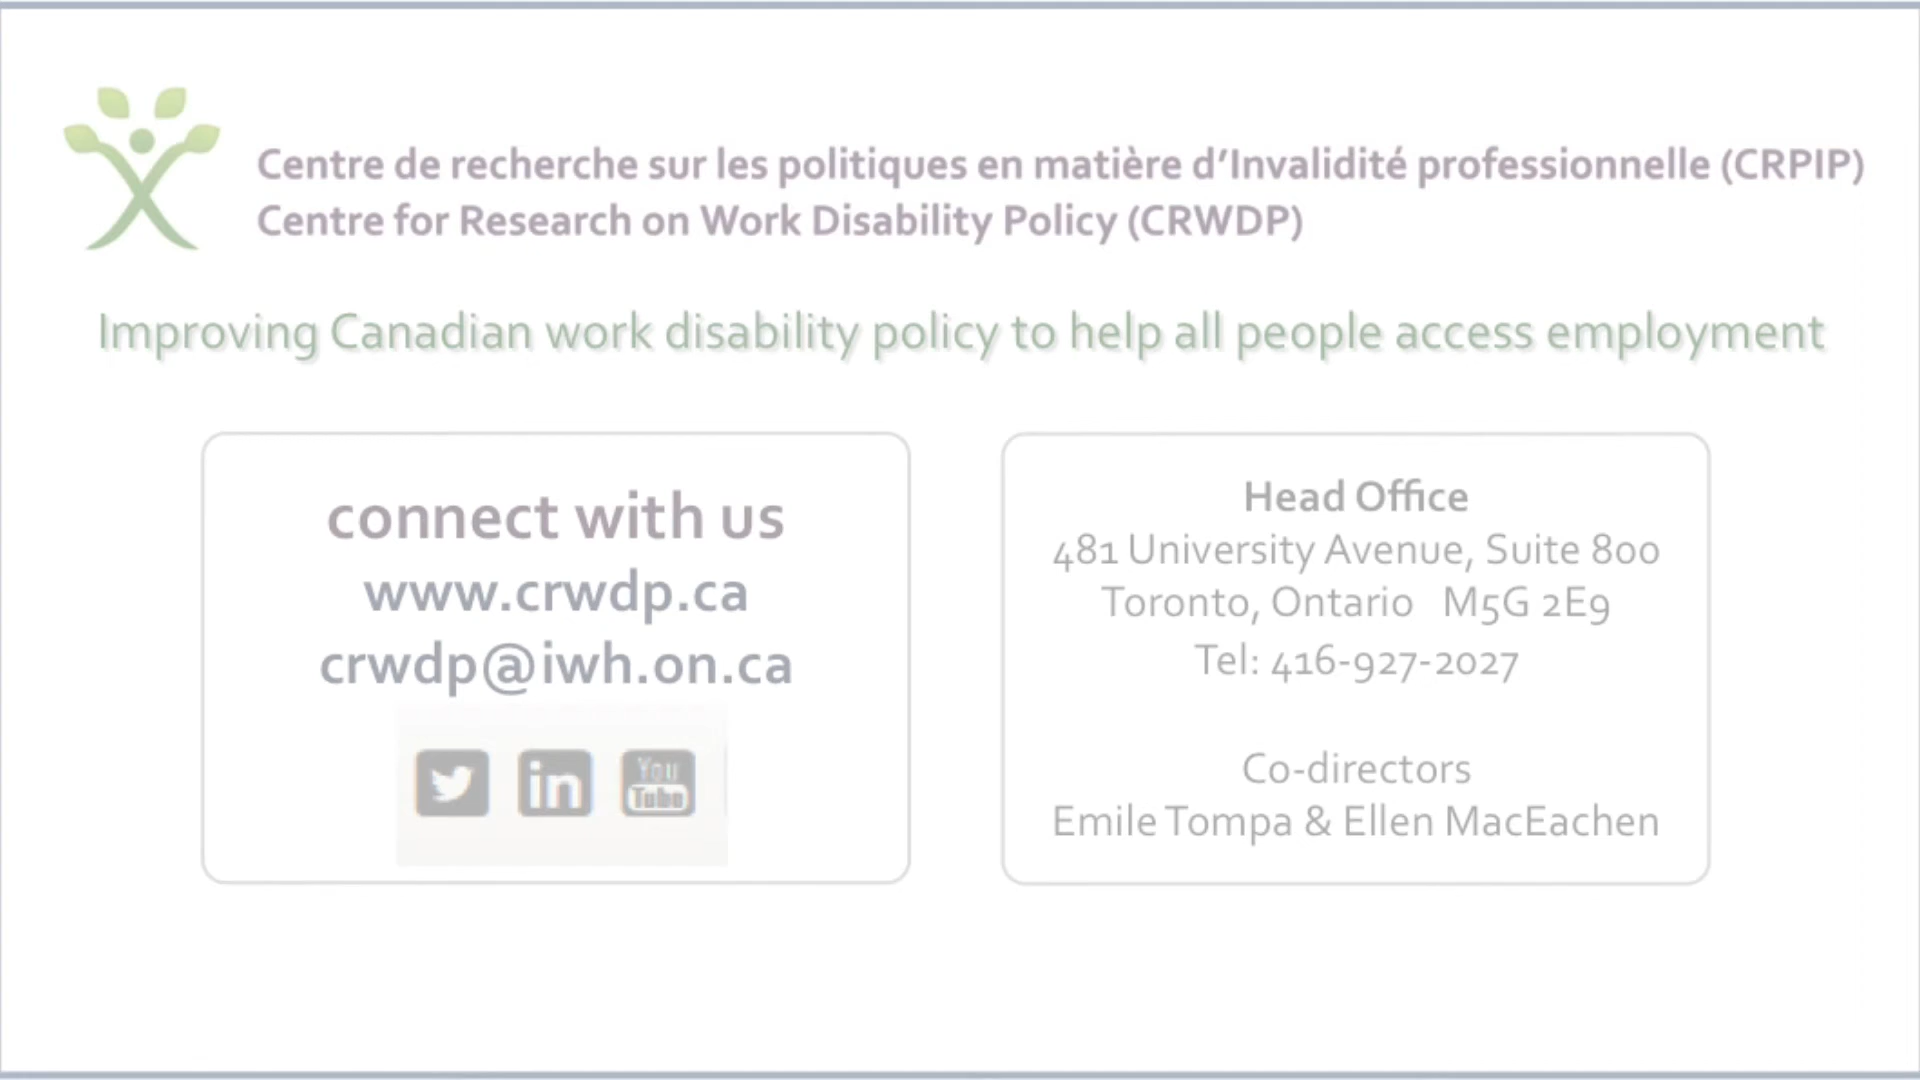 Centre de recherche sur les politiques en matière d’Invalidité professionnelle (CRPIP)
Centre for Research on Work Disability Policy (CRWDP)
Improving Canadian work disability policy to help all people access employment
connect with us
www.crwdp.ca
crwdp@iwh.on.ca
in
You
Tube
Head Office
481 University Avenue, Suite 800
Toronto, Ontario M5G 2E9
Tel: 416-927-2027
Co-directors
Emile Tompa & Ellen MacEachen